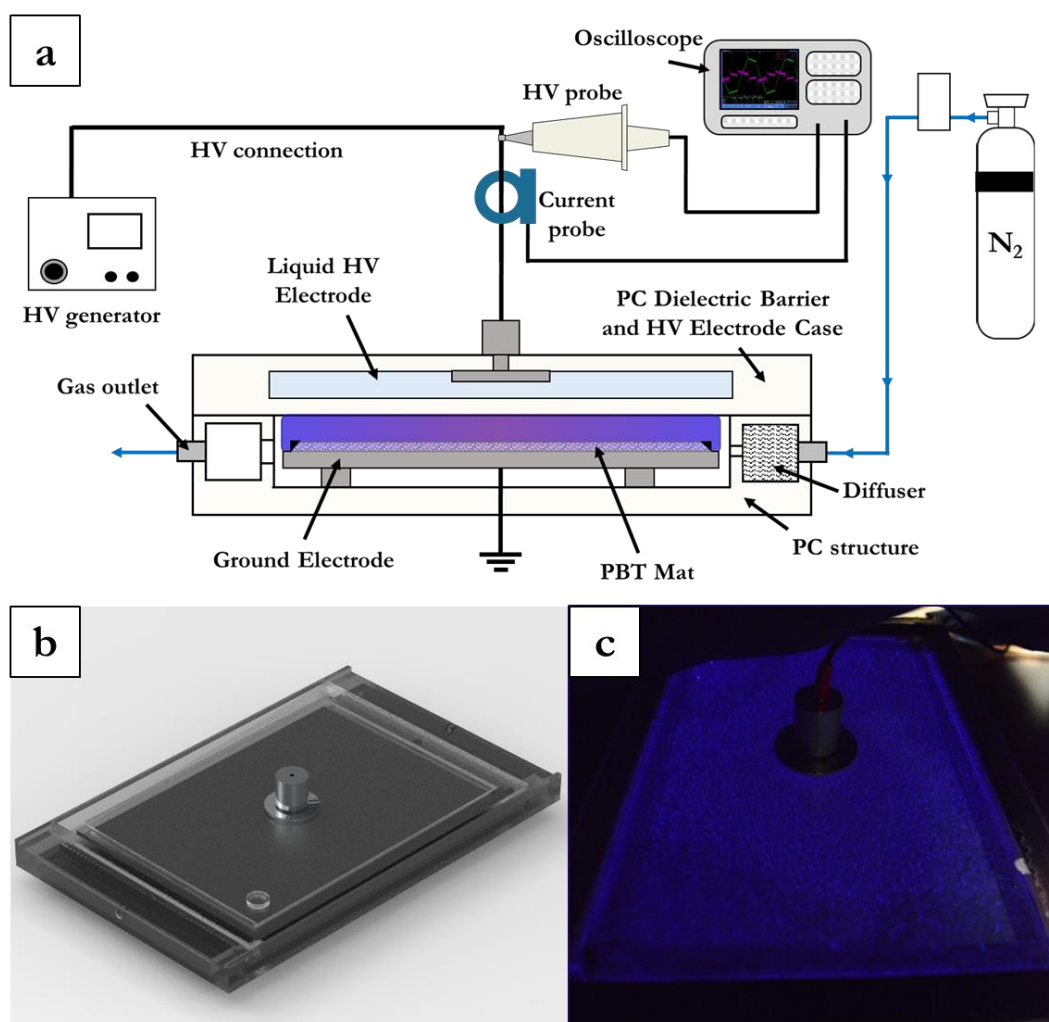 a
Oscilloscope
HV probe
HV connection
Current
probe
N₂
Liquid HV
Electrode
PC Dielectric Barrier
and HV Electrode Case
HV generator
Gas outlet
Diffuser
Ground Electrode
PBT Mat
PC structure
b
c